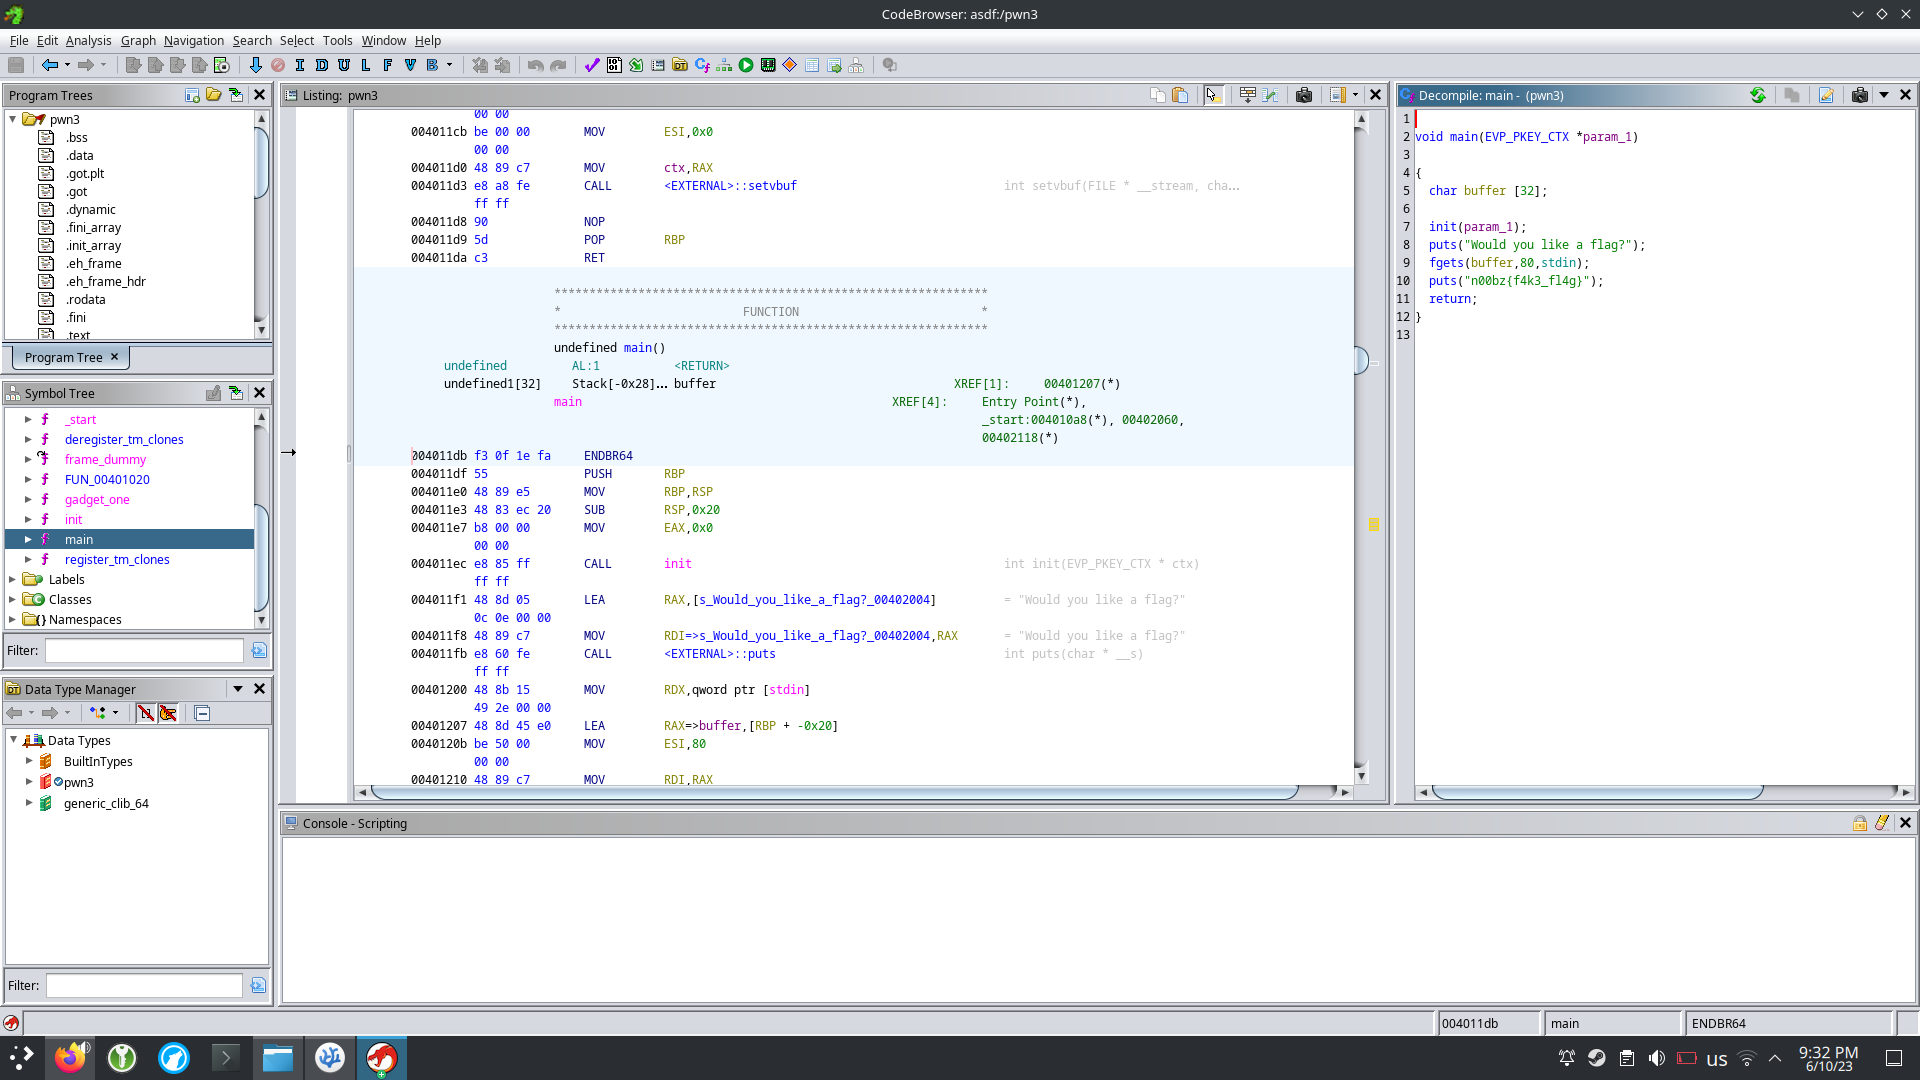 CodeBrowser: asdf:/pwn3
File Edit Analysis Graph Navigation Search Select Tools Window Help
I D U L F V B
Program Trees
pwn3
.bss
.data
.got.plt
.got
.dynamic
.fini_array
.init_array
.eh_frame
.eh_frame_hdr
.rodata
.fini
.text
Program Tree
Symbol Tree
_start
deregister_tm_clones
frame_dummy
FUN_00401020
gadget_one
init
main
register_tm_clones
Labels
Classes
Namespaces
Filter:
Data Type Manager
Data Types
BuiltInTypes
pwn3
generic_clib_64
Filter:
Listing: pwn3
00 00
004011cb be 00 00 MOV ESI,0x0
00 00
004011d0 48 89 c7 MOV ctx,RAX
004011d3 e8 a8 fe CALL <EXTERNAL>::setvbuf int setvbuf(FILE * __stream, cha...
ff ff
004011d8 90 NOP
004011d9 5d POP RBP
004011da c3 RET
**************************************************************
* FUNCTION *
**************************************************************
undefined main()
undefined AL:1 <RETURN>
undefined1[32] Stack[-0x28]... buffer XREF[1]: 00401207(*)
main XREF[4]: Entry Point(*),
_start:004010a8(*), 00402060,
00402118(*)
004011db f3 0f 1e fa ENDBR64
004011df 55 PUSH RBP
004011e0 48 89 e5 MOV RBP,RSP
004011e3 48 83 ec 20 SUB RSP,0x20
004011e7 b8 00 00 MOV EAX,0x0
00 00
004011ec e8 85 ff CALL init int init(EVP_PKEY_CTX * ctx)
ff ff
004011f1 48 8d 05 LEA RAX,[s_Would_you_like_a_flag?_00402004] = "Would you like a flag?"
0c 0e 00 00
004011f8 48 89 c7 MOV RDI=>s_Would_you_like_a_flag?_00402004,RAX = "Would you like a flag?"
004011fb e8 60 fe CALL <EXTERNAL>::puts int puts(char * __s)
ff ff
00401200 48 8b 15 MOV RDX,qword ptr [stdin]
49 2e 00 00
00401207 48 8d 45 e0 LEA RAX=>buffer,[RBP + -0x20]
0040120b be 50 00 MOV ESI,80
00 00
00401210 48 89 c7 MOV RDI,RAX
Decompile: main - (pwn3)
1
2 void main(EVP_PKEY_CTX *param_1)
3
4 {
5 char buffer [32];
6
7 init(param_1);
8 puts("Would you like a flag?");
9 fgets(buffer,80,stdin);
10 puts("n00bz{f4k3_fl4g}");
11 return;
12 }
13
Console - Scripting
004011db main ENDBR64
us
9:32 PM
6/10/23